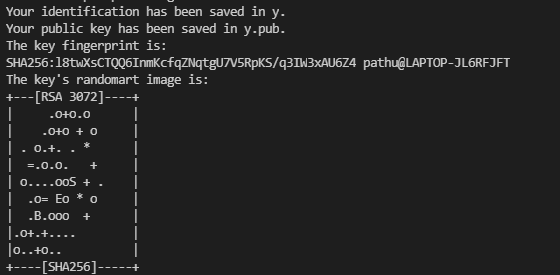 Your identification has been saved in y.
Your public key has been saved in y.pub.
The key fingerprint is:
SHA256:l8twXsCTQQ6InmKcfqZNqtgU7V5RpKS/q3IW3xAU6Z4 pathu@LAPTOP-JL6RFJFT
The key's randomart image is:
+---[RSA 3072]----+
|     .o+o.o      |
|    .o+o + o     |
| . o.+. . *      |
|  =.o.o.   +     |
| o....ooS + .    |
|  .o= Eo * o     |
|  .B.ooo  +      |
|.o+.+....        |
|o..+o..          |
+----[SHA256]-----+